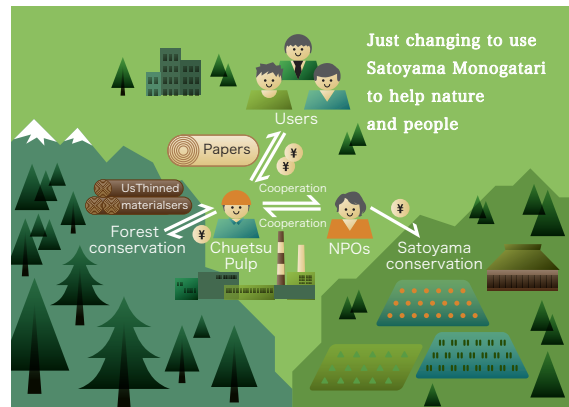 Just changing to use
Satoyama Monogatari
to help nature
and people
Users
Papers
¥
¥
UsThinned
materialsers
Cooperation
Cooperation
¥
¥
Forest
conservation
Chuetsu
Pulp
NPOs
Satoyama
conservation